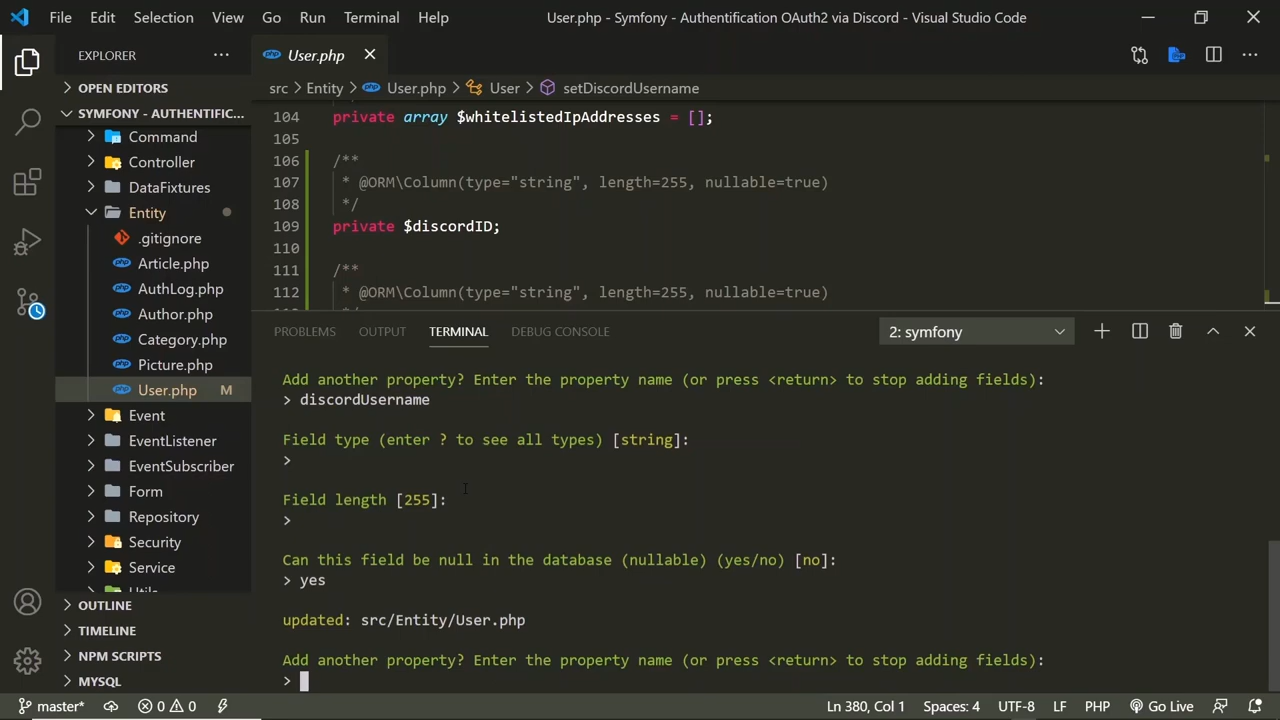 File Edit Selection View Go Run Terminal Help
User.php - Symfony - Authentification OAuth2 via Discord - Visual Studio Code
EXPLORER
OPEN EDITORS
SYMFONY - AUTHENTIFIC...
Command
Controller
DataFixtures
Entity
.gitignore
Article.php
AuthLog.php
Author.php
Category.php
Picture.php
User.php M
Event
EventListener
EventSubscriber
Form
Repository
Security
Service
Utils
OUTLINE
TIMELINE
NPM SCRIPTS
MYSQL
User.php
src > Entity > User.php > User > setDiscordUsername
104 private array $whitelistedIpAddresses = [];
105
106 /**
107 * @ORM\Column(type="string", length=255, nullable=true)
108 */
109 private $discordID;
110
111 /**
112 * @ORM\Column(type="string", length=255, nullable=true)
PROBLEMS OUTPUT TERMINAL DEBUG CONSOLE
2: symfony
Add another property? Enter the property name (or press <return> to stop adding fields):
> discordUsername
Field type (enter ? to see all types) [string]:
>
Field length [255]:
>
Can this field be null in the database (nullable) (yes/no) [no]:
> yes
updated: src/Entity/User.php
Add another property? Enter the property name (or press <return> to stop adding fields):
>
master* 0 0 Ln 380, Col 1 Spaces: 4 UTF-8 LF PHP Go Live